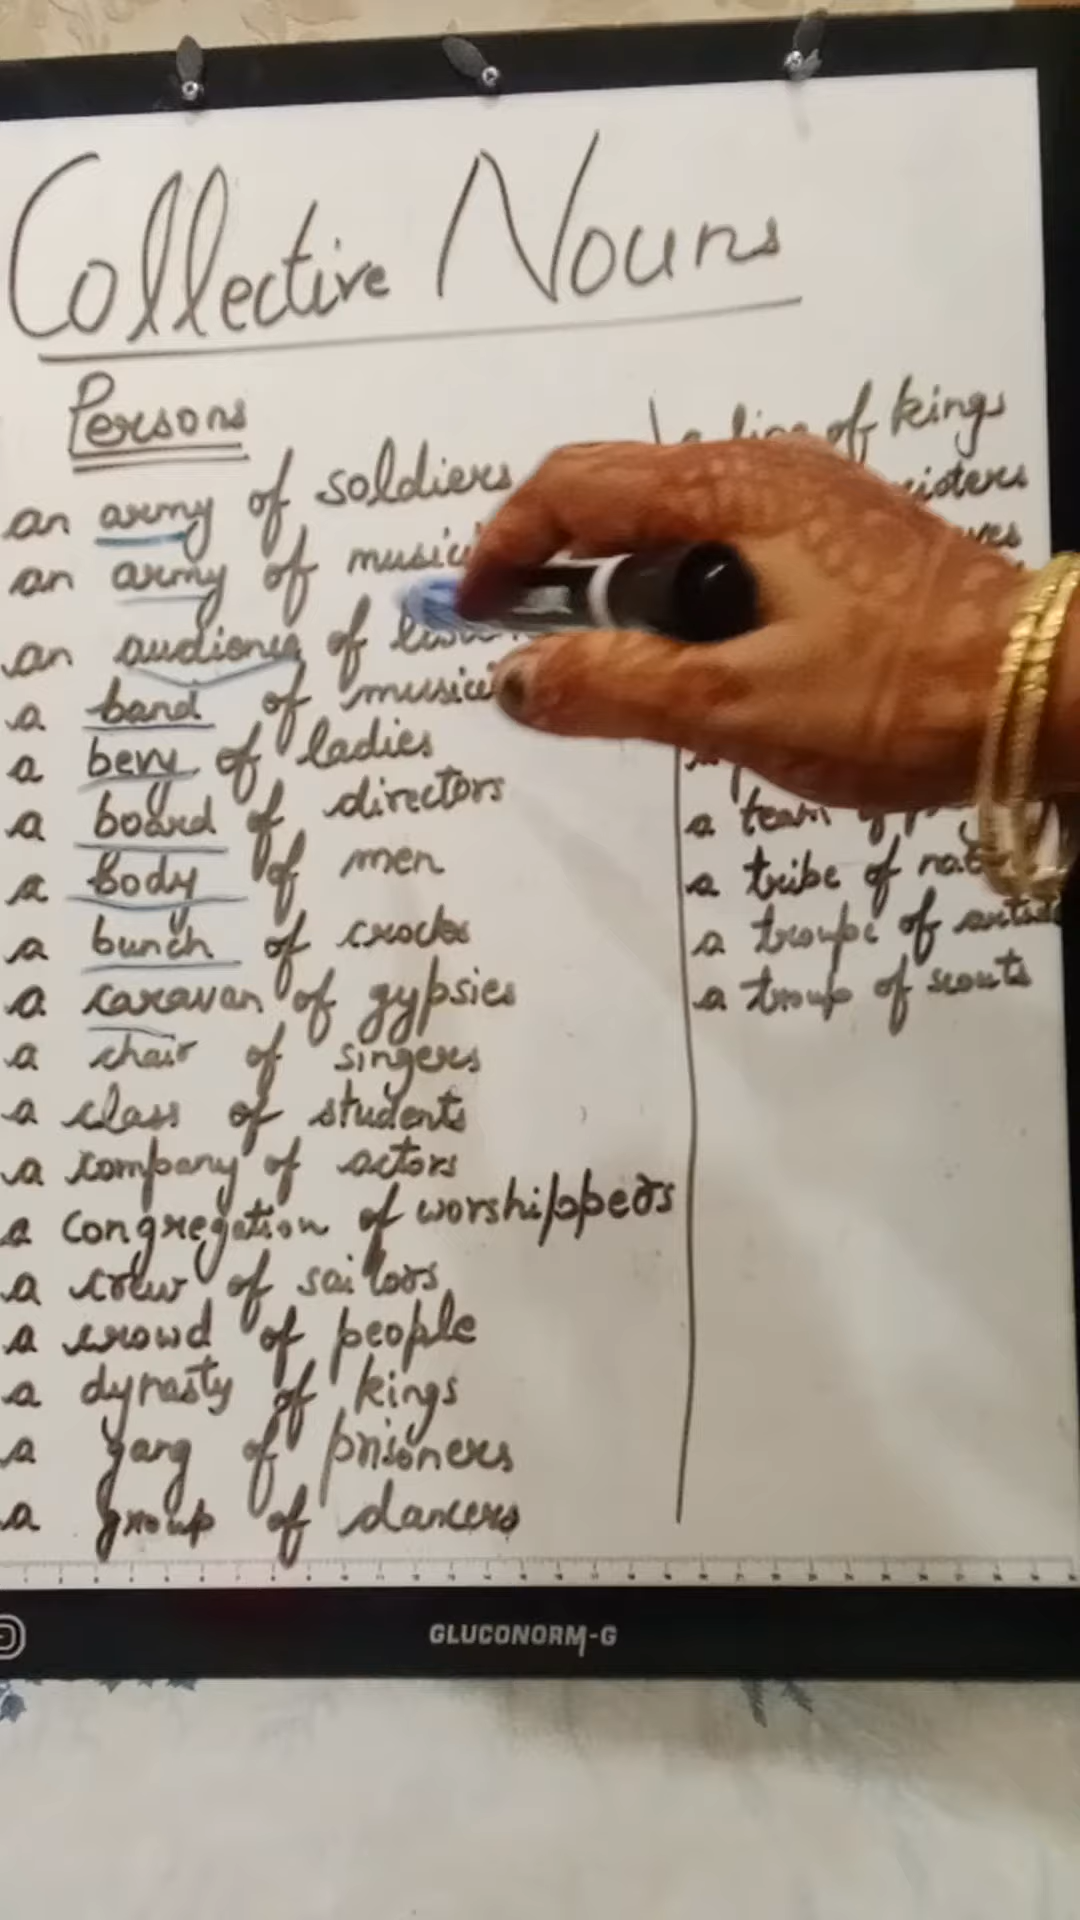 Collective Nouns
Persons
an army of soldiers
an army of
an audience of
a band of
a bevy of ladies
a board of directors
a body of men
a bunch of crooks
a caravan of gypsies
a chair of singers
a class of students
a company of actors
a congregation of worshippers
a crew of sailors
a crowd of people
a dynasty of kings
a gang of prisoners
a group of dancers
of kings
a team
a tribe of
a troupe of
a troup of scouts
GLUCONORM-G